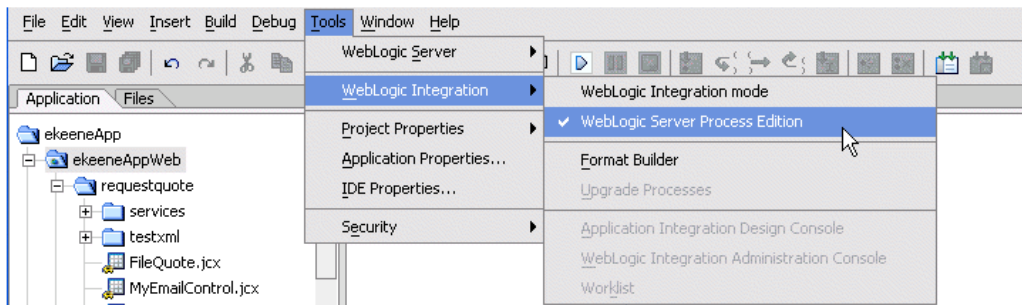 File Edit View Insert Build Debug Tools Window Help
WebLogic Server
WebLogic Integration
Project Properties
Application Properties...
IDE Properties...
Security
WebLogic Integration mode
WebLogic Server Process Edition
Format Builder
Upgrade Processes
Application Integration Design Console
WebLogic Integration Administration Console
Worklist
Application Files
ekeeneApp
ekeeneAppWeb
requestquote
services
testxml
FileQuote.jcx
MyEmailControl.jcx